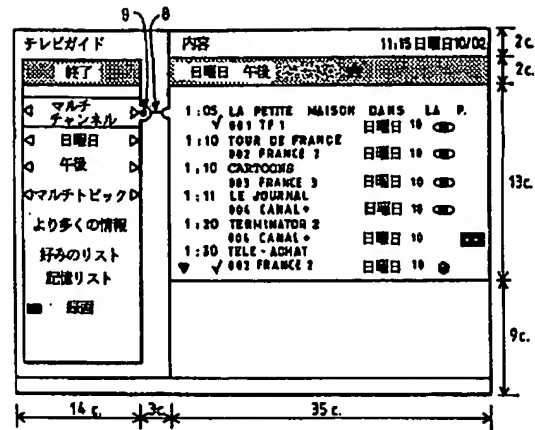 9 8
テレビガイド
終了
マルチ
チャンネル
日曜日
午後
マルチトピック
より多くの情報
好みのリスト
記憶リスト
録画
内容 11:15 日曜日10/02
日曜日 午後
1:05 LA PETITE MAISON DANS LA P.
001 TF 1 日曜日 10
1:10 TOUR DE FRANCE
002 FRANCE 2 日曜日 10
1.10 CARTOONS
003 FRANCE 3 日曜日 10
1:11 LE JOURNAL
004 CANAL+ 日曜日 10
1:20 TERMINATOR 2
004 CANAL+ 日曜日 10
1:30 TELE-ACHAT
002 FRANCE 2 日曜日 10
2c.
2c.
13c.
9c.
14 c. 3c. 35c.